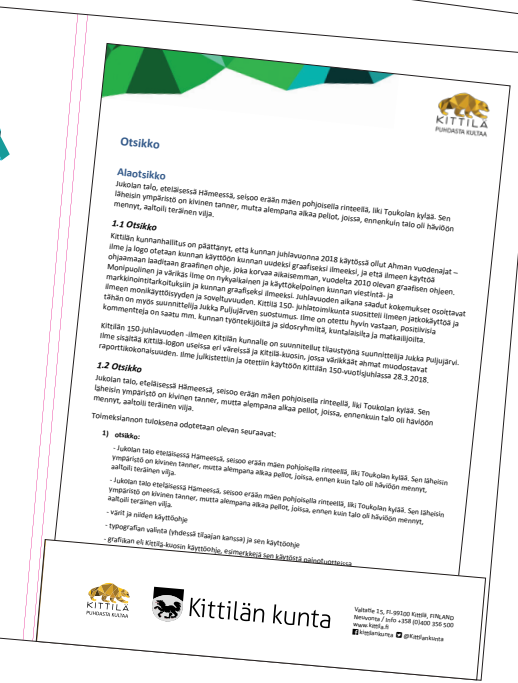 KITTILÄ
PUHDASTA KULTAA
Otsikko
Alaotsikko
Jukolan talo, eteläisessä Hämeessä, seisoo erään mäen pohjoisella rinteellä, liki Toukolan kylää. Sen
läheisin ympäristö on kivinen tanner, mutta alempana alkaa pellot, joissa, ennenkuin talo oli häviöön
mennyt, aaltoili teräinen vilja.
1.1 Otsikko
Kittilän kunnanhallitus on päättänyt, että kunnan juhlavuonna 2018 käytössä ollut Ahman vuodenajat –
ilme ja logo otetaan kunnan käyttöön kunnan uudeksi graafiseksi ilmeeksi, ja että ilmeen käytöä
ohjaamaan laaditaan graafinen ohje, joka korvaa aikaisemman, vuodelta 2010 olevan graafisen ohjeen.
Monipuolinen ja värikäs ilme on nykyaikainen ja käyttökelpoinen kunnan viestintä- ja
markkinointitarkoituksiin ja kunnan graafiseksi ilmeeksi. Juhlavuoden aikana saadut kokemukset osoittavat
ilmeen monikäyttöisyyden ja soveltuvuuden. Kittilä 150- juhlatoimikunta suositteli ilmeen jatkokäyttöä ja
tähän on myös suunnittelija Jukka Puljujärven suostumus. Ilme on otettu hyvin vastaan, positiivisia
kommentteja on saatu mm. kunnan työntekijöiltä ja sidosryhmiltä, kuntalaisilta ja matkailijoilta.
Kittilän 150-juhlavuoden -ilmeen Kittilän kunnalle on suunnitellut tilaustyönä suunnittelija Jukka Puljujärvi.
Ilme sisältää Kittilä-logon useissa eri väreissä ja Kittilä-kuosin, jossa värikkäät ahmat muodostavat
raporttikokonaisuuden. Ilme julkistettiin ja otettiin käyttöön Kittilän 150-vuotisjuhlassa 28.3.2018.
1.2 Otsikko
Jukolan talo, eteläisessä Hämeessä, seisoo erään mäen pohjoisella rinteellä, liki Toukolan kylää. Sen
läheisin ympäristö on kivinen tanner, mutta alempana alkaa pellot, joissa, ennenkuin talo oli häviöön
mennyt, aaltoili teräinen vilja.
Toimeksiannon tuloksena odotetaan olevan seuraavat:
1) otsikko:
- Jukolan talo eteläisessä Hämeessä, seisoo erään mäen pohjoisella rinteellä, liki Toukolan kylää. Sen läheisin
ympäristö on kivinen tanner, mutta alempana alkaa pellot, joissa, ennen kuin talo oli häviöön mennyt,
aaltoili teräinen vilja.
- Jukolan talo eteläisessä Hämeessä, seisoo erään mäen pohjoisella rinteellä, liki Toukolan kylää. Sen läheisin
ympäristö on kivinen tanner, mutta alempana alkaa pellot, joissa, ennen kuin talo oli häviöön mennyt,
aaltoili teräinen vilja.
- värit ja niiden käyttöohje
- typografian valinta (yhdessä tilaajan kanssa) ja sen käyttöohje
- grafiikan eli Kittilä-kuosin käyttöohje, esimerkkejä sen käytöstä painotuotteissa
KITTILÄ
PUHDASTA KULTAA
Kittilän kunta
Valtatie 15, FI-99100 Kittilä, FINLAND
Neuvonta / Info +358 (0)400 356 500
www.kittila.fi
kittilankunta @Kittilankunta